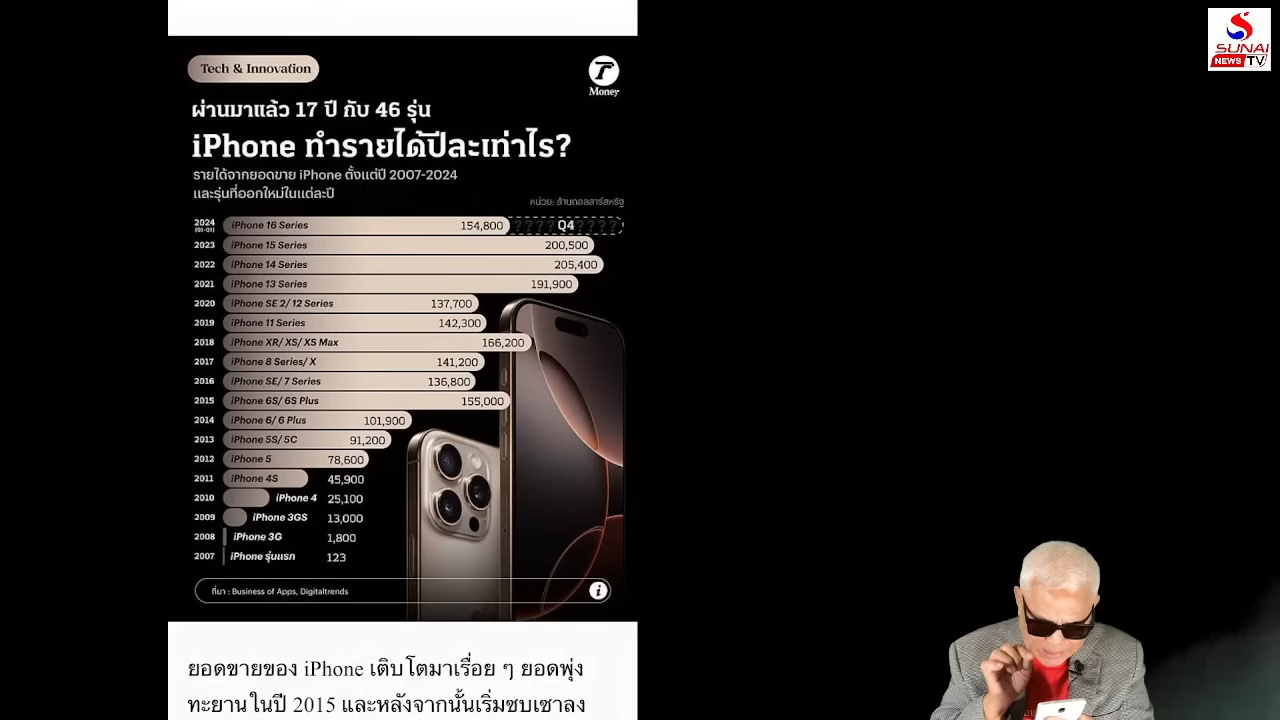 SUNAI
NEWS TV
Tech & Innovation
Money
ผ่านมาแล้ว 17 ปี กับ 46 รุ่น
iPhone ทำรายได้ปีละเท่าไร?
รายได้จากยอดขาย iPhone ตั้งแต่ปี 2007-2024
และรุ่นที่ออกใหม่ในแต่ละปี
หน่วย: ล้านดอลลาร์สหรัฐ
2024 iPhone 16 Series 154,800 ????Q4????
(Q1-Q3)
2023 iPhone 15 Series 200,500
2022 iPhone 14 Series 205,400
2021 iPhone 13 Series 191,900
2020 iPhone SE 2/ 12 Series 137,700
2019 iPhone 11 Series 142,300
2018 iPhone XR/ XS/ XS Max 166,200
2017 iPhone 8 Series/ X 141,200
2016 iPhone SE/ 7 Series 136,800
2015 iPhone 6S/ 6S Plus 155,000
2014 iPhone 6/ 6 Plus 101,900
2013 iPhone 5S/ 5C 91,200
2012 iPhone 5 78,600
2011 iPhone 4S 45,900
2010 iPhone 4 25,100
2009 iPhone 3GS 13,000
2008 iPhone 3G 1,800
2007 iPhone รุ่นแรก 123
ที่มา : Business of Apps, Digitaltrends
i
ยอดขายของ iPhone เติบโตมาเรื่อย ๆ ยอดพุ่ง
ทะยานในปี 2015 และหลังจากนั้นเริ่มซบเซาลง